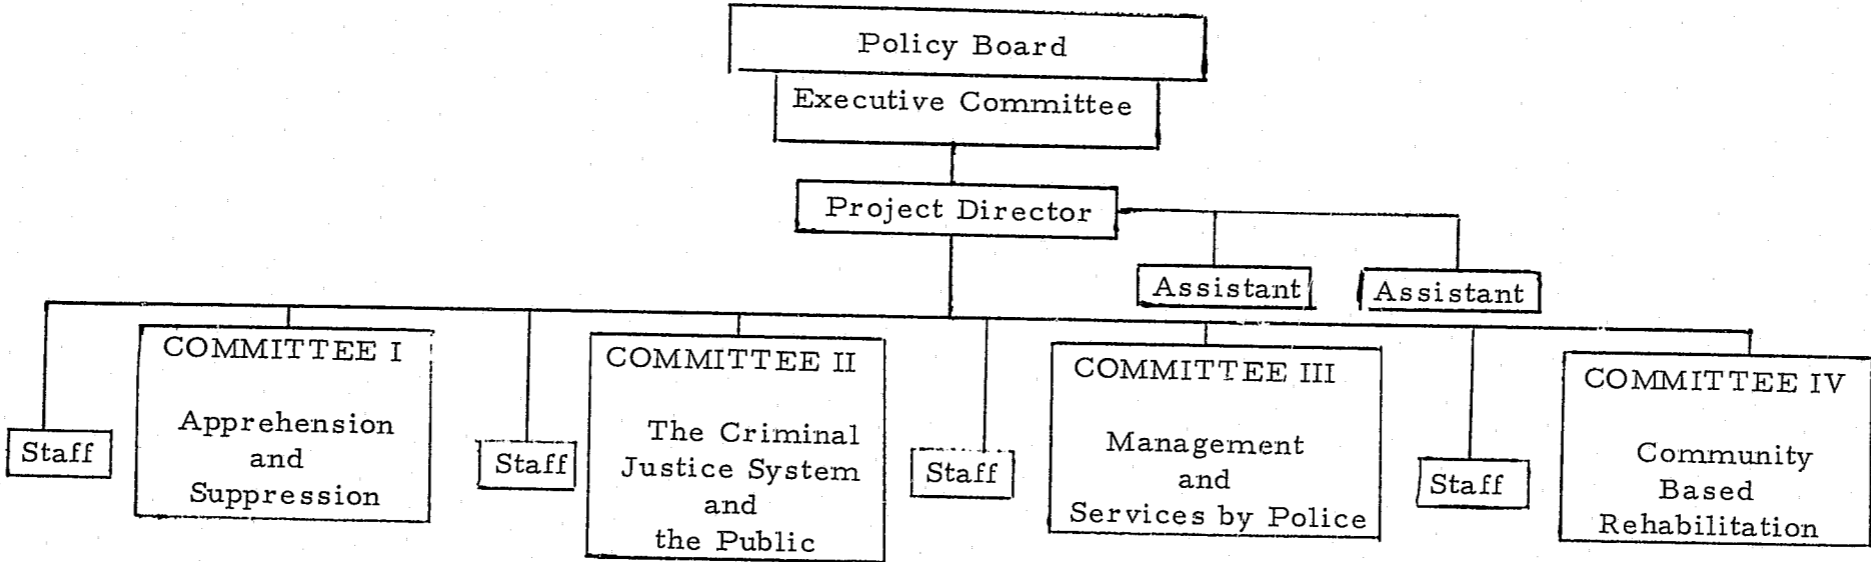 Policy Board
Executive Committee
Project Director
Assistant
Assistant
Staff
COMMITTEE I
Apprehension
and
Suppression
Staff
COMMITTEE II
The Criminal
Justice System
and
the Public
Staff
COMMITTEE III
Management
and
Services by Police
Staff
COMMITTEE IV
Community
Based
Rehabilitation